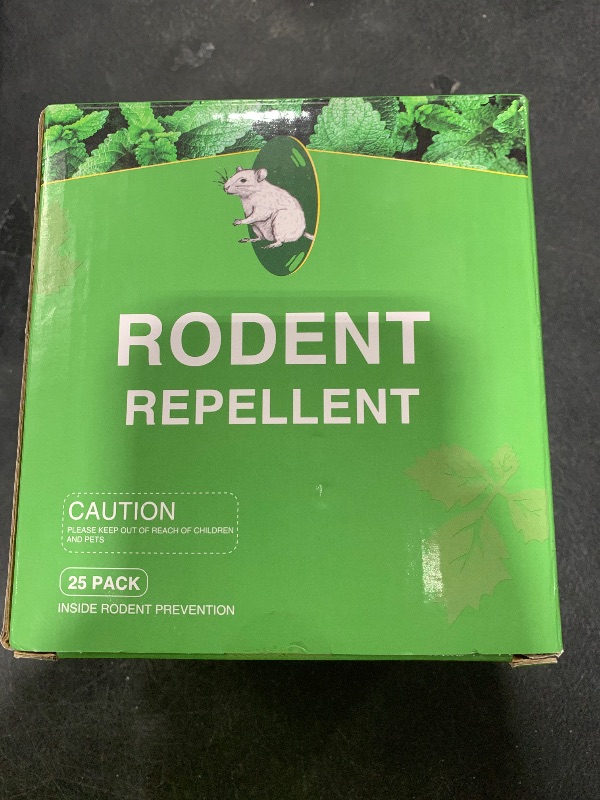 RODENT
REPELLENT
CAUTION
PLEASE KEEP OUT OF REACH OF CHILDREN
AND PETS
25 PACK
INSIDE RODENT PREVENTION